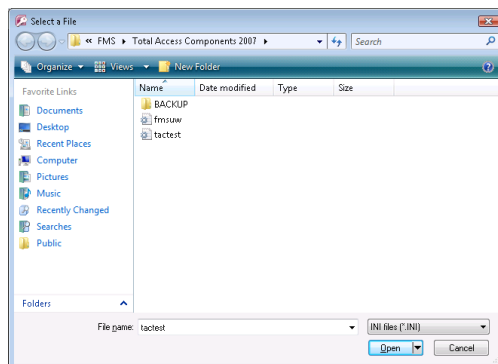 Select a File
« FMS ▸ Total Access Components 2007 ▸ Search
Organize Views New Folder
Favorite Links
Documents
Desktop
Recent Places
Computer
Pictures
Music
Recently Changed
Searches
Public
Folders
Name Date modified Type Size
BACKUP
fmsuw
tactest
File name: tactest INI files (*.INI)
Open Cancel